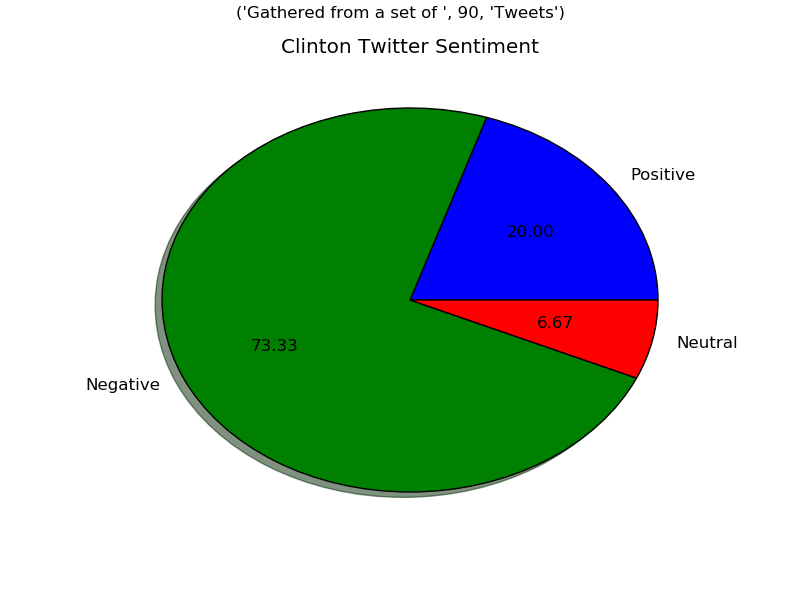 ('Gathered from a set of ', 90, 'Tweets')
Clinton Twitter Sentiment
Positive
20.00
6.67
Neutral
73.33
Negative